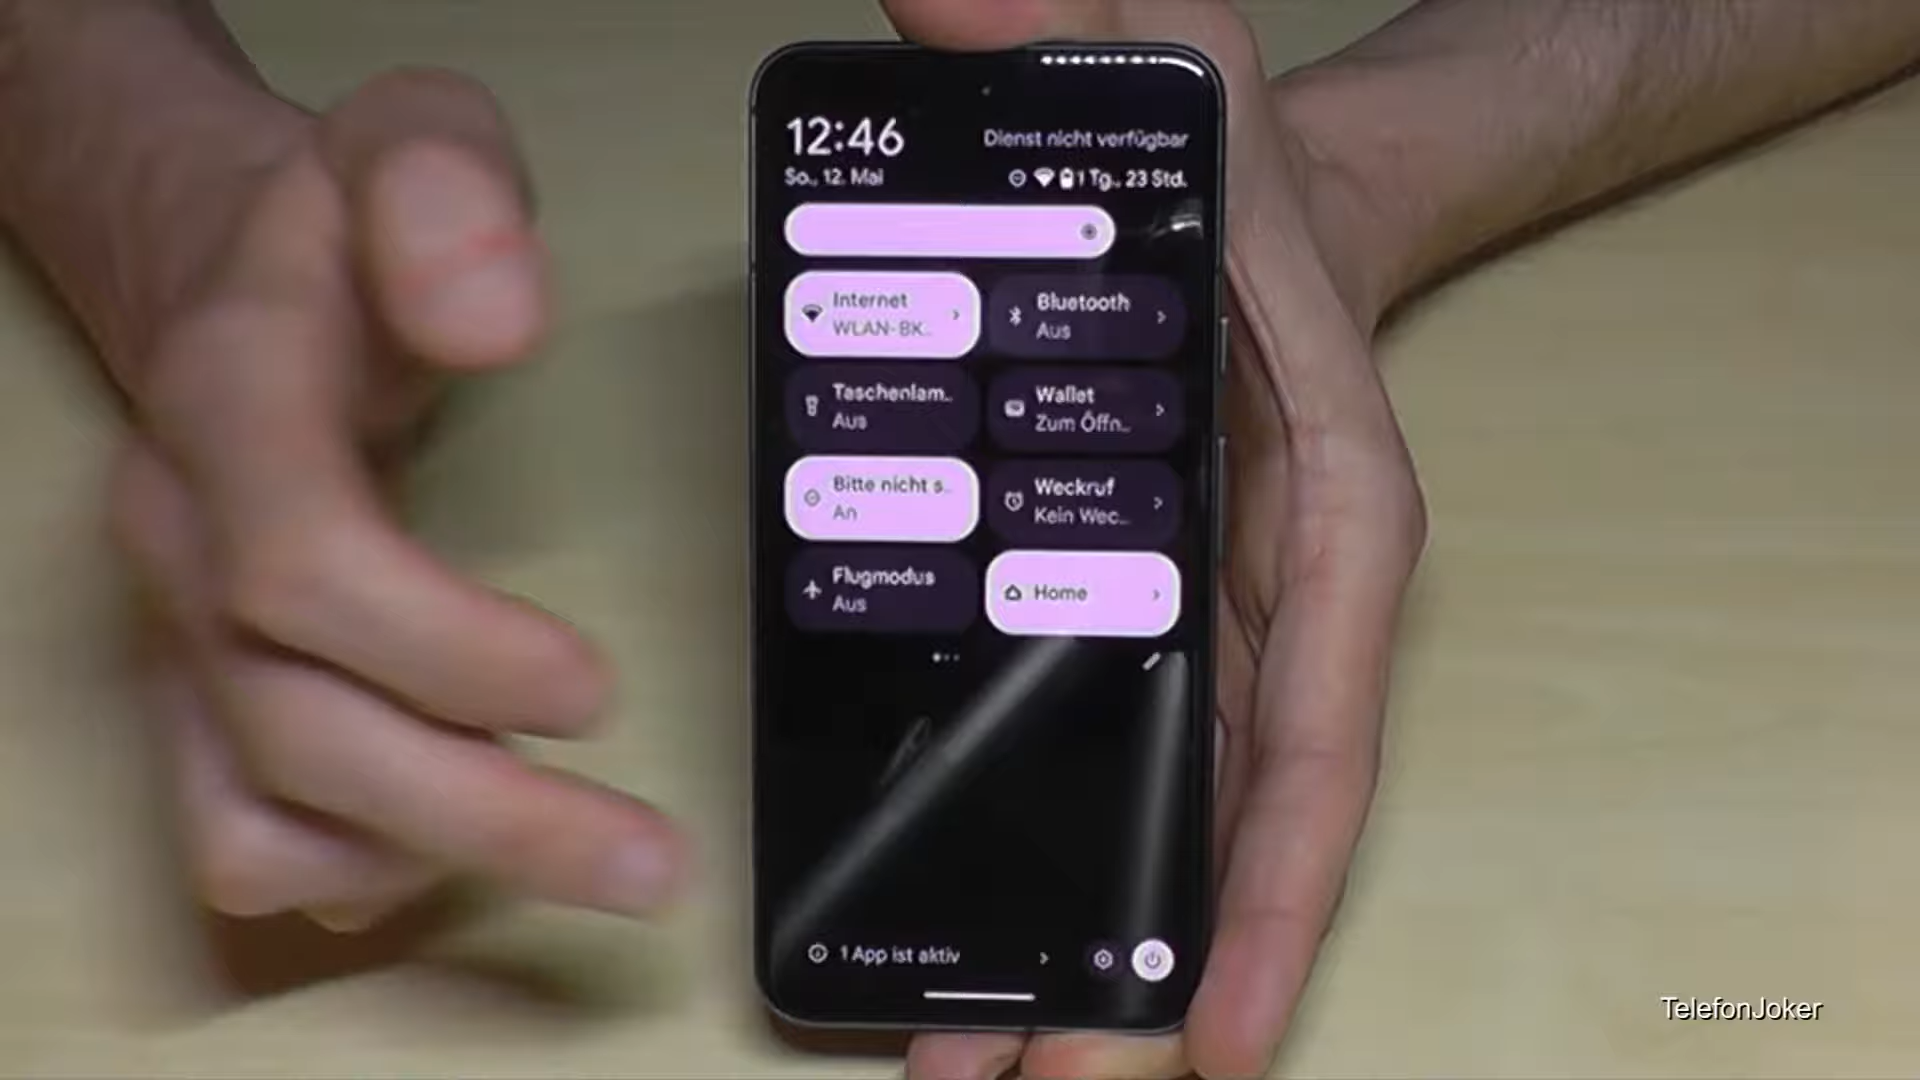 12:46
Dienst nicht verfügbar
So., 12. Mai
1 Tg., 23 Std.
Internet
WLAN-BK..
Bluetooth
Aus
Taschenlam..
Aus
Wallet
Zum Öffn..
Bitte nicht s..
An
Weckruf
Kein Wec..
Flugmodus
Aus
Home
1 App ist aktiv
TelefonJoker